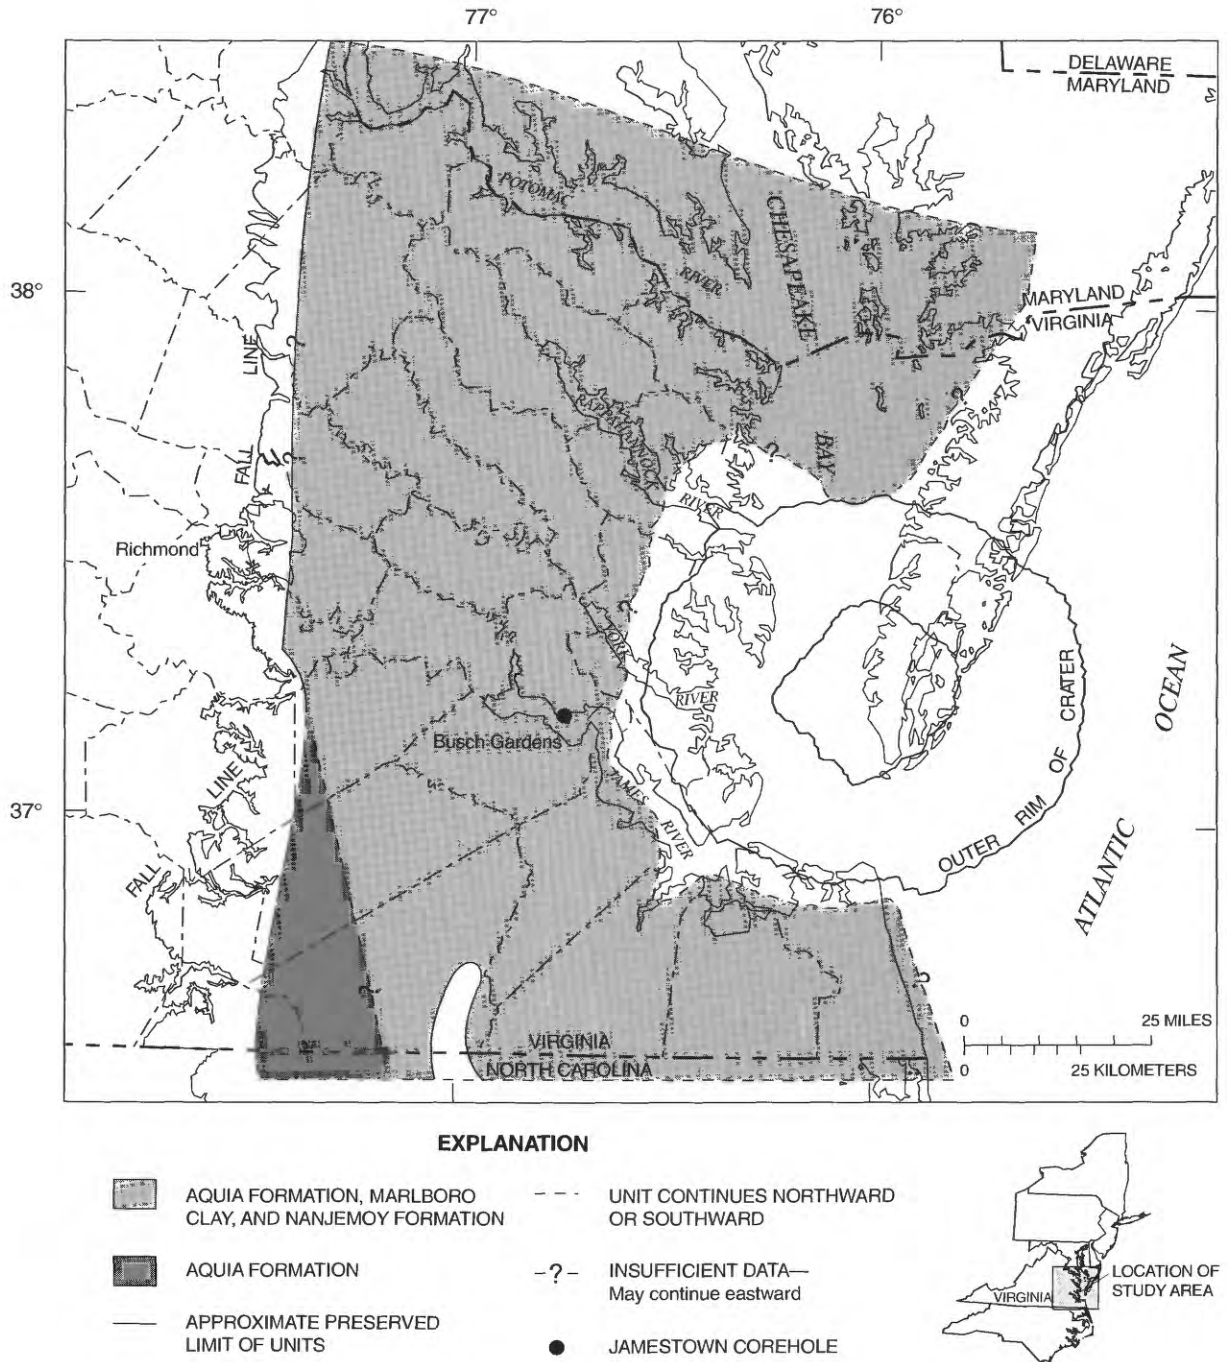 77°
76°
DELAWARE
MARYLAND
POTOMAC
RIVER
CHESAPEAKE
BAY
38°
MARYLAND
VIRGINIA
?
FALL LINE
?
?
?
RAPPAHANNOCK
RIVER
Richmond
?
YORK
RIVER
OUTER RIM OF CRATER
ATLANTIC OCEAN
Busch Gardens
JAMES
RIVER
37°
FALL LINE
?
?
0 25 MILES
0 25 KILOMETERS
VIRGINIA
NORTH CAROLINA
EXPLANATION
AQUIA FORMATION, MARLBORO
CLAY, AND NANJEMOY FORMATION
AQUIA FORMATION
APPROXIMATE PRESERVED
LIMIT OF UNITS
UNIT CONTINUES NORTHWARD
OR SOUTHWARD
-?- INSUFFICIENT DATA—
May continue eastward
JAMESTOWN COREHOLE
VIRGINIA
LOCATION OF
STUDY AREA